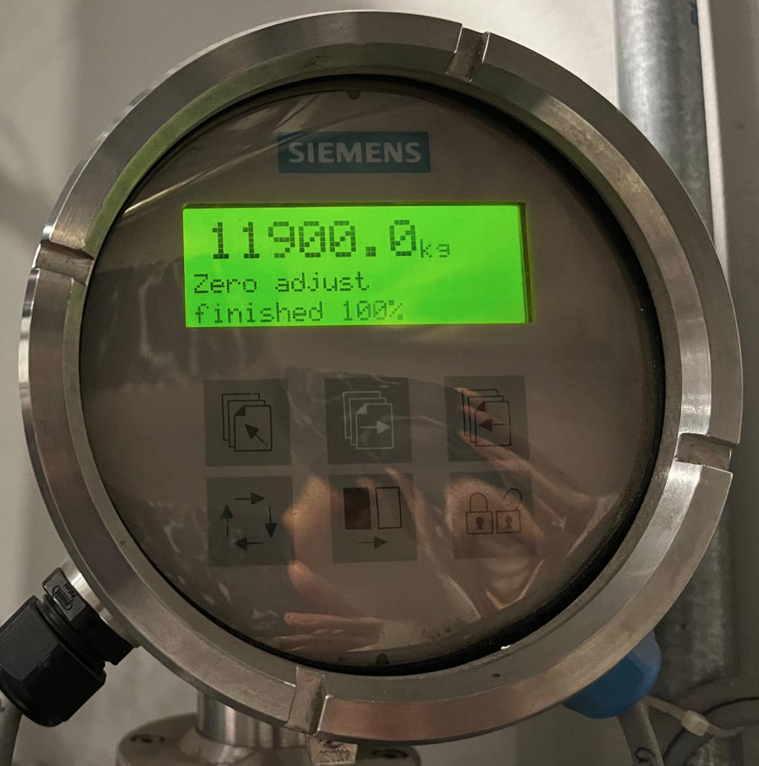 SIEMENS
11900.0kg
Zero adjust
finished 100%